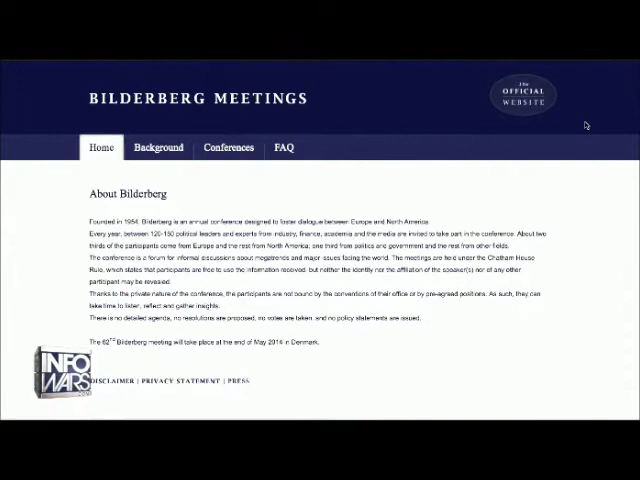 BILDERBERG MEETINGS
The
OFFICIAL
WEBSITE
Home Background Conferences FAQ
About Bilderberg
Founded in 1954, Bilderberg is an annual conference designed to foster dialogue between Europe and North America.
Every year, between 120-150 political leaders and experts from industry, finance, academia and the media are invited to take part in the conference. About two
thirds of the participants come from Europe and the rest from North America; one third from politics and government and the rest from other fields.
The conference is a forum for informal discussions about megatrends and major issues facing the world. The meetings are held under the Chatham House
Rule, which states that participants are free to use the information received, but neither the identity nor the affiliation of the speaker(s) nor of any other
participant may be revealed.
Thanks to the private nature of the conference, the participants are not bound by the conventions of their office or by pre-agreed positions. As such, they can
take time to listen, reflect and gather insights.
There is no detailed agenda, no resolutions are proposed, no votes are taken, and no policy statements are issued.
The 62ND Bilderberg meeting will take place at the end of May 2014 in Denmark.
INFO
WARS
.COM
DISCLAIMER | PRIVACY STATEMENT | PRESS